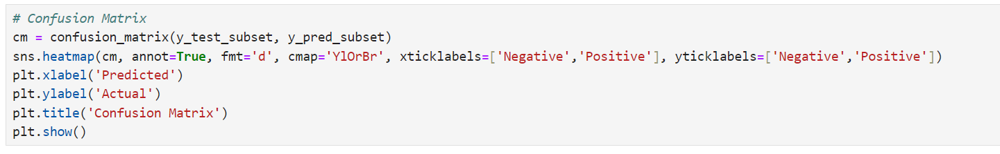 # Confusion Matrix
cm = confusion_matrix(y_test_subset, y_pred_subset)
sns.heatmap(cm, annot=True, fmt='d', cmap='YlOrBr', xticklabels=['Negative','Positive'], yticklabels=['Negative','Positive'])
plt.xlabel('Predicted')
plt.ylabel('Actual')
plt.title('Confusion Matrix')
plt.show()